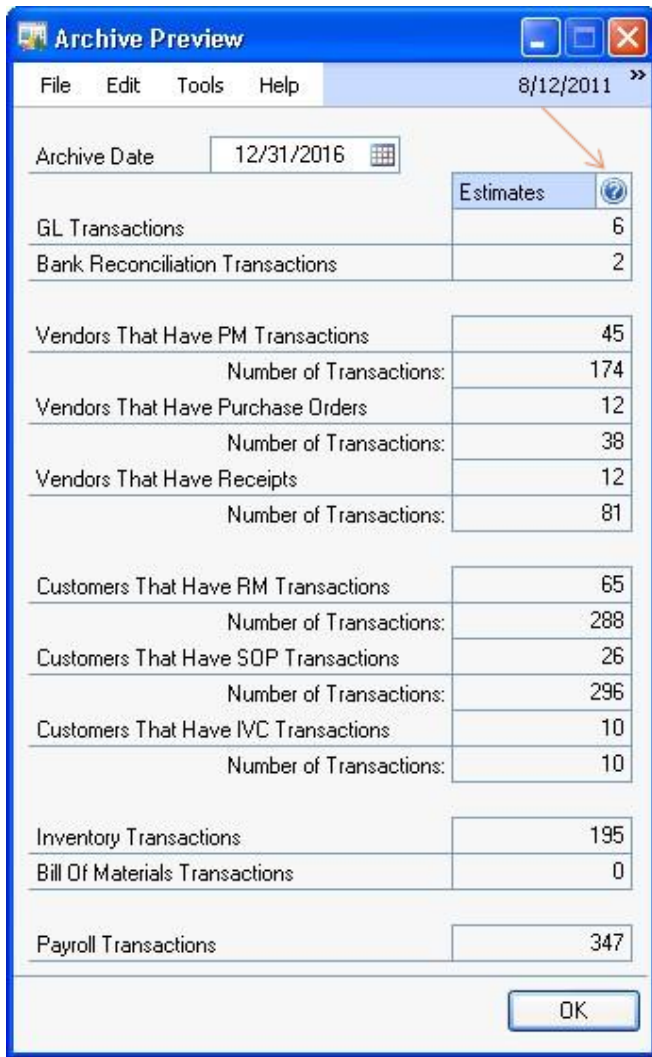 Archive Preview
File Edit Tools Help 8/12/2011 »
Archive Date 12/31/2016
Estimates
GL Transactions 6
Bank Reconciliation Transactions 2
Vendors That Have PM Transactions 45
Number of Transactions: 174
Vendors That Have Purchase Orders 12
Number of Transactions: 38
Vendors That Have Receipts 12
Number of Transactions: 81
Customers That Have RM Transactions 65
Number of Transactions: 288
Customers That Have SOP Transactions 26
Number of Transactions: 296
Customers That Have IVC Transactions 10
Number of Transactions: 10
Inventory Transactions 195
Bill Of Materials Transactions 0
Payroll Transactions 347
OK